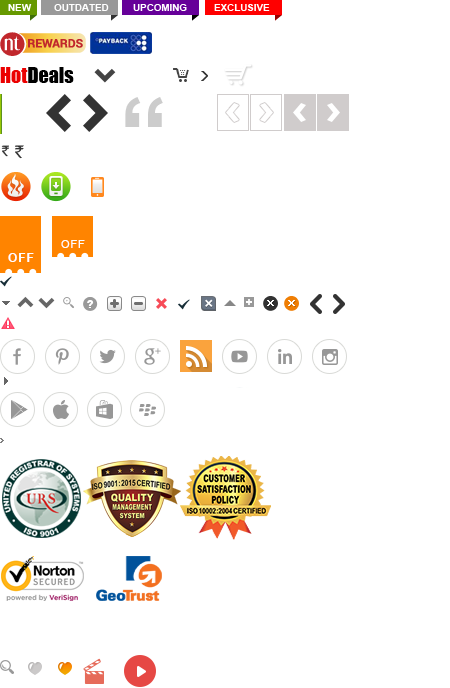 NEW OUTDATED UPCOMING EXCLUSIVE
nt REWARDS PAYBACK
HotDeals
₹ ₹
OFF OFF
f g+ in
UNITED REGISTRAR OF SYSTEMS
URS
ISO 9001
ISO 9001:2015 CERTIFIED
QUALITY
MANAGEMENT
SYSTEM
CUSTOMER
SATISFACTION
POLICY
ISO 10002:2004 CERTIFIED
Norton
SECURED
powered by VeriSign
GeoTrust